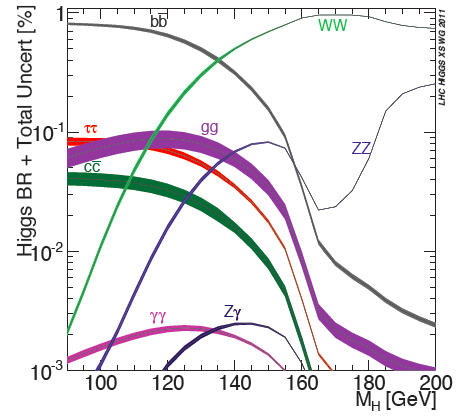 Higgs BR + Total Uncert [%]
LHC HIGGS XS WG 2011
1
10⁻¹
10⁻²
10⁻³
bb̅
WW
ττ
gg
cc̅
ZZ
γγ
Zγ
100 120 140 160 180 200
M_H [GeV]